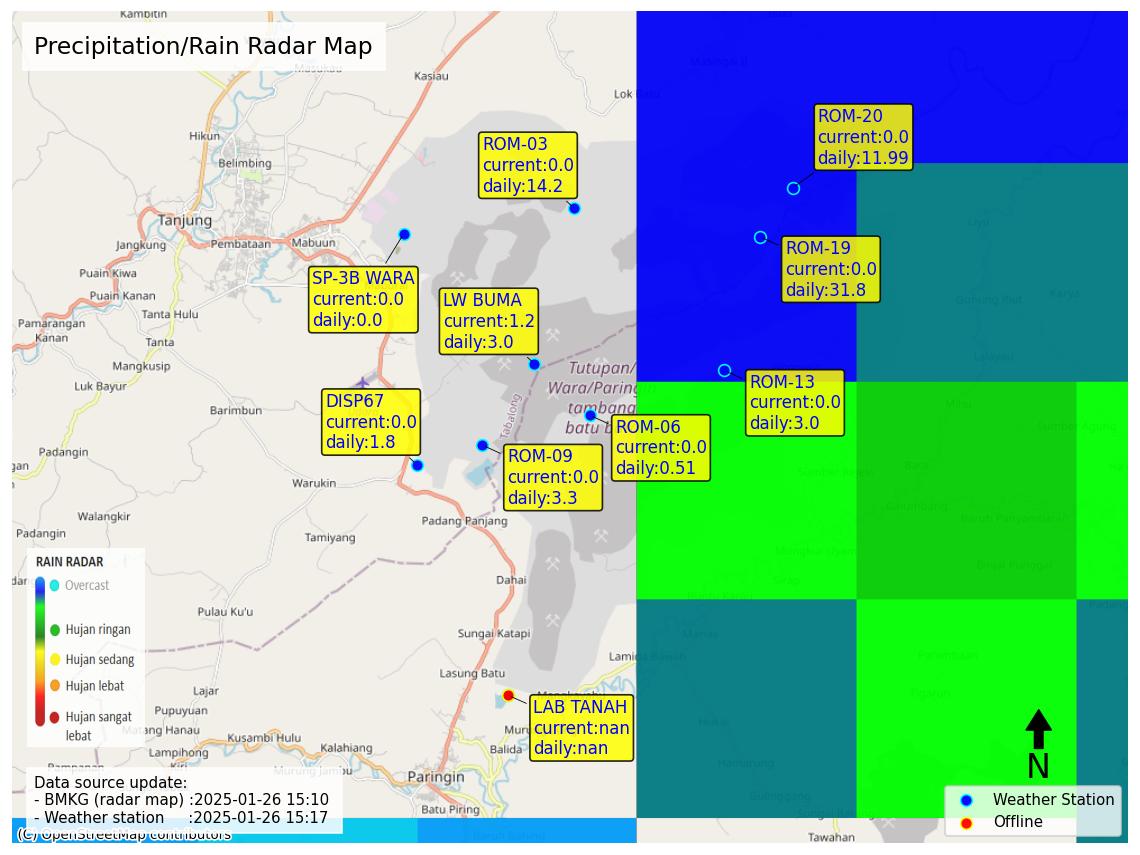 Kambitin
Precipitation/Rain Radar Map
Masukau
Kasiau
Lok Batu
Hikun
Belimbing
ROM-03
current:0.0
daily:14.2
ROM-20
current:0.0
daily:11.99
Tanjung
Jangkung
Pembataan
Mabuun
ROM-19
current:0.0
daily:31.8
Puain Kiwa
Puain Kanan
Tanta Hulu
SP-3B WARA
current:0.0
daily:0.0
LW BUMA
current:1.2
daily:3.0
Pamarangan
Kanan
Tanta
Mangkusip
Luk Bayur
Barimbun
Tutupan/
Wara/Paringin
tambang
batu b
Tabalong
ROM-13
current:0.0
daily:3.0
DISP67
current:0.0
daily:1.8
ROM-06
current:0.0
daily:0.51
ROM-09
current:0.0
daily:3.3
Padangin
gan
Warukin
Walangkir
Padangin
Tamiyang
Padang Panjang
Dahai
Pulau Ku'u
Sungai Katapi
Lasung Batu
Lajar
Pupuyuan
Matang Hanau
Lampihong
Kusambi Hulu
Kalahiang
Murung Jambu
Balida
Paringin
Batu Piring
LAB TANAH
current:nan
daily:nan
RAIN RADAR
Overcast
Hujan ringan
Hujan sedang
Hujan lebat
Hujan sangat
lebat
Data source update:
- BMKG (radar map) :2025-01-26 15:10
- Weather station :2025-01-26 15:17
(C) OpenStreetMap contributors
N
Weather Station
Offline
Tawahan